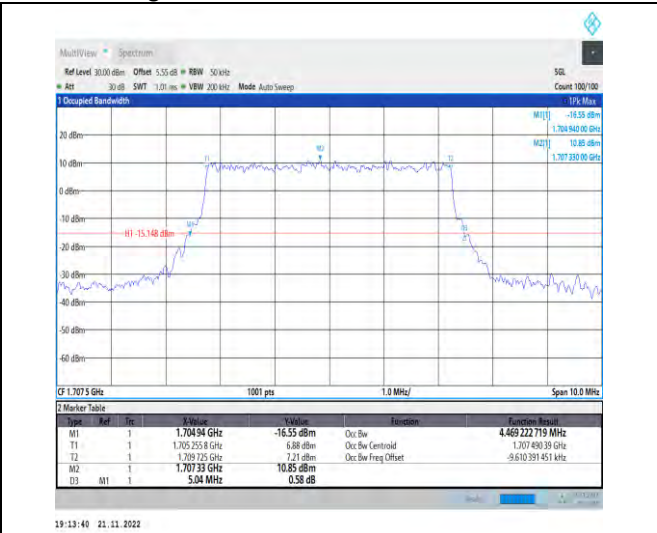 MultiView Spectrum
Ref Level 30.00 dBm Offset 5.55 dB RBW 50 kHz SGL
Att 30 dB SWT 1.01 ms VBW 200 kHz Mode Auto Sweep Count 100/100
1 Occupied Bandwidth 1Pk Max
M1[1] -16.55 dBm
1.704 940 00 GHz
20 dBm
M2[1] 10.85 dBm
M2
T1 T2 1.707 330 00 GHz
10 dBm
0 dBm
-10 dBm
M1
H1 -15.148 dBm
-20 dBm
-30 dBm
-40 dBm
-50 dBm
-60 dBm
CF 1.707 5 GHz 1001 pts 1.0 MHz/ Span 10.0 MHz
2 Marker Table
Type Ref Trc X-Value Y-Value Function Function Result
M1 1 1.704 94 GHz -16.55 dBm Occ Bw 4.469 222 719 MHz
T1 1 1.705 255 8 GHz 6.88 dBm Occ Bw Centroid 1.707 490 39 GHz
T2 1 1.709 725 GHz 7.21 dBm Occ Bw Freq Offset -9.610 391 451 kHz
M2 1 1.707 33 GHz 10.85 dBm
D3 M1 1 5.04 MHz 0.58 dB
19:13:40 21.11.2022